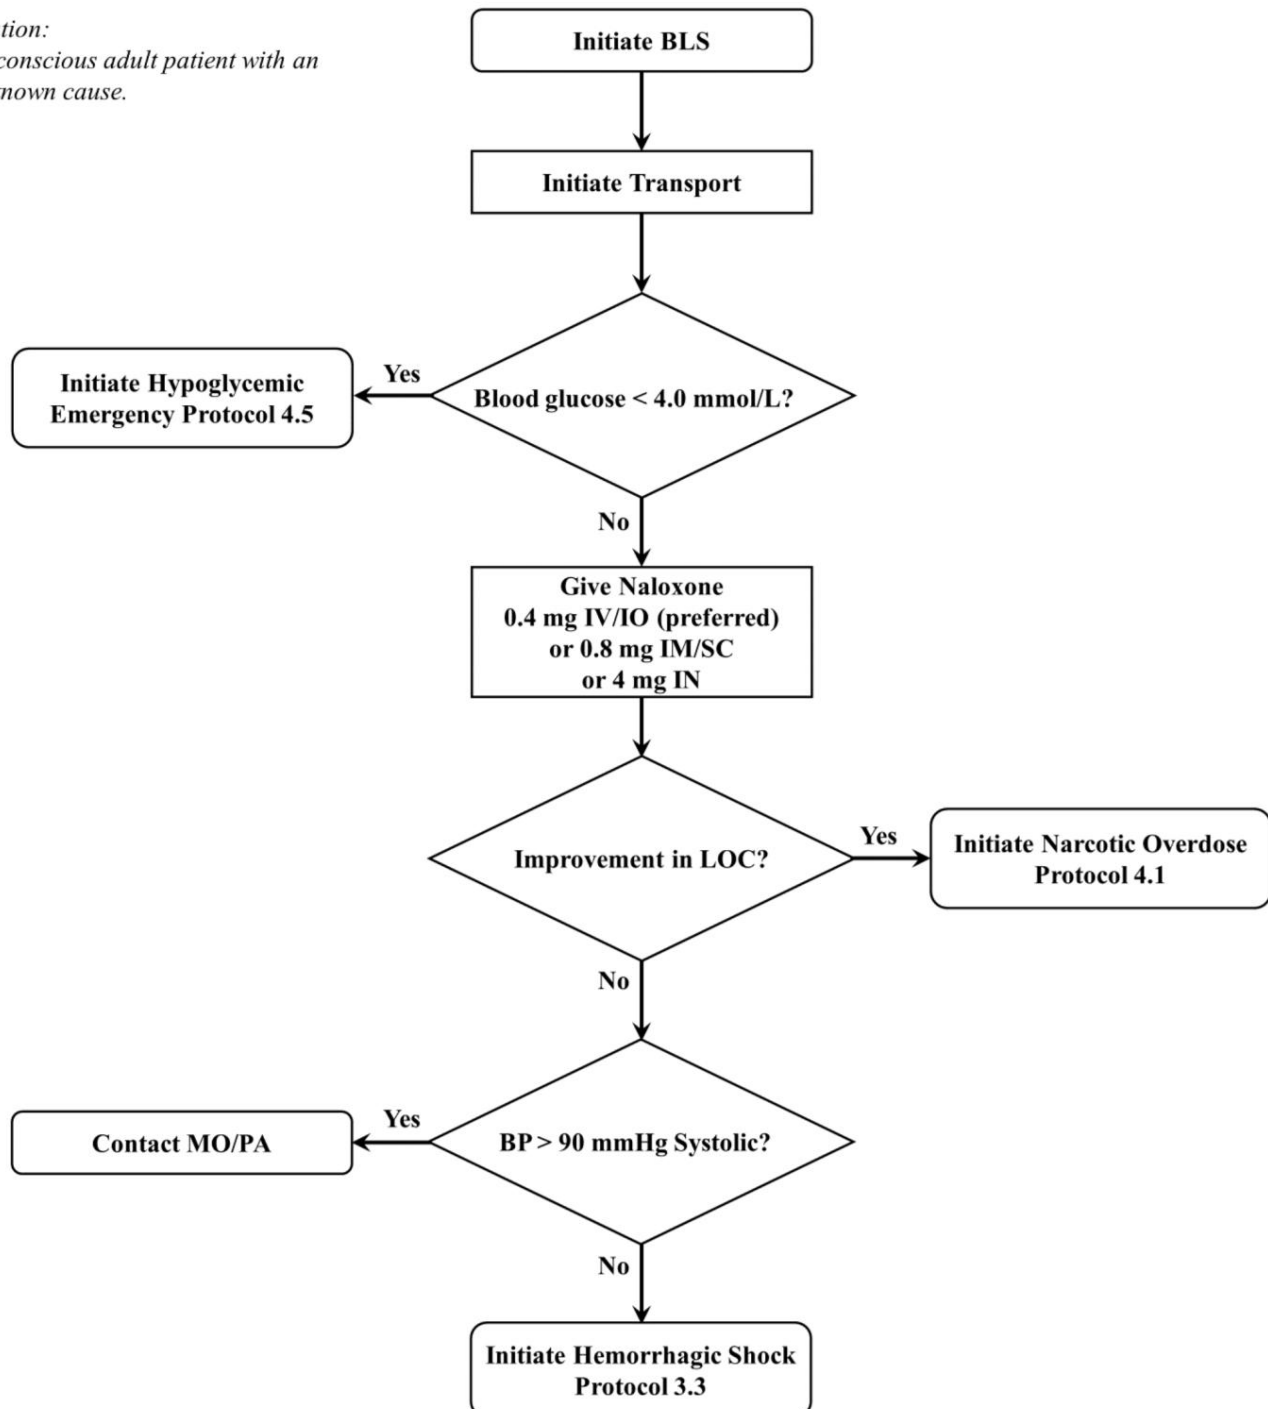 tion:
conscious adult patient with an
nown cause.
Initiate BLS
Initiate Transport
Blood glucose < 4.0 mmol/L?
Yes
Initiate Hypoglycemic
Emergency Protocol 4.5
No
Give Naloxone
0.4 mg IV/IO (preferred)
or 0.8 mg IM/SC
or 4 mg IN
Improvement in LOC?
Yes
Initiate Narcotic Overdose
Protocol 4.1
No
BP > 90 mmHg Systolic?
Yes
Contact MO/PA
No
Initiate Hemorrhagic Shock
Protocol 3.3